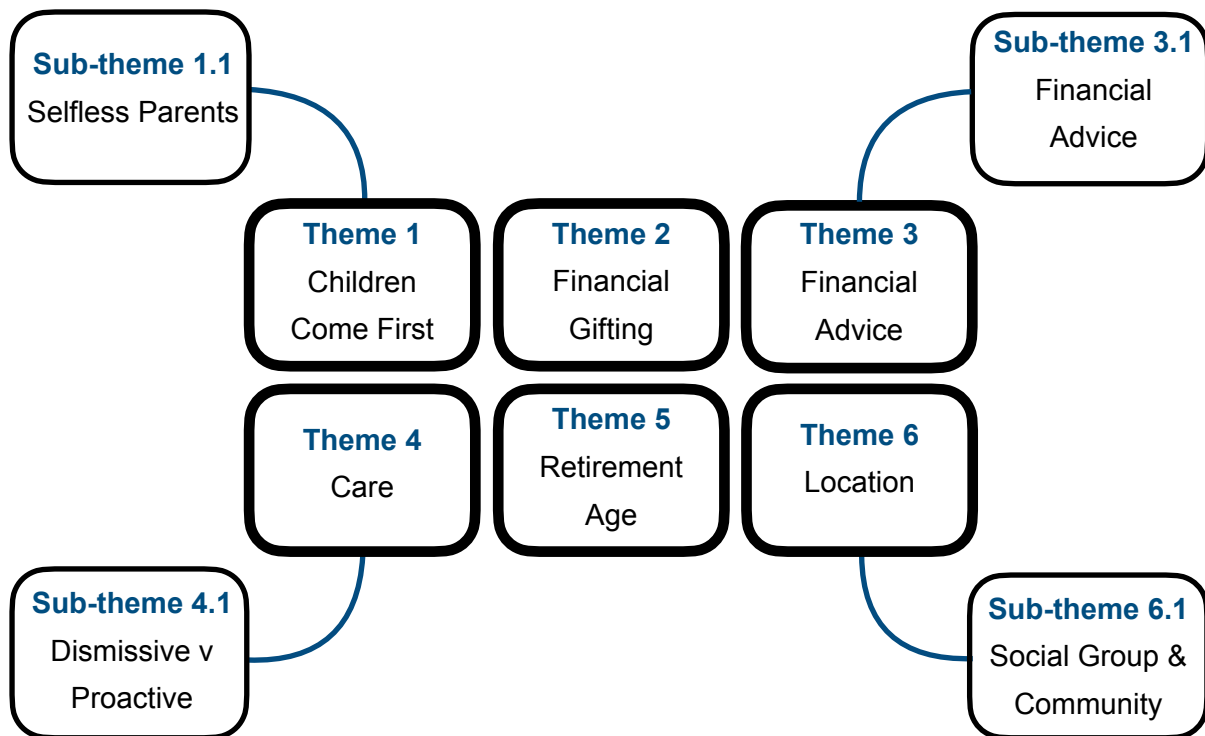 Sub-theme 1.1
Selfless Parents
Sub-theme 3.1
Financial
Advice
Theme 1
Children
Come First
Theme 2
Financial
Gifting
Theme 3
Financial
Advice
Theme 4
Care
Theme 5
Retirement
Age
Theme 6
Location
Sub-theme 4.1
Dismissive v
Proactive
Sub-theme 6.1
Social Group &
Community